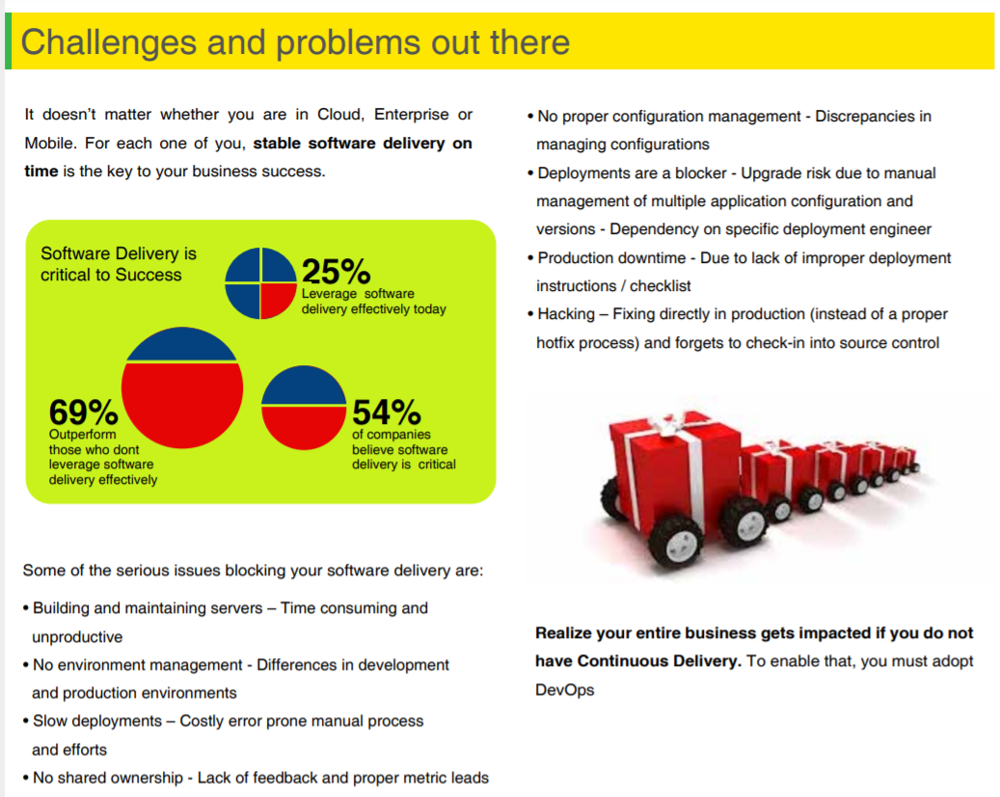 Challenges and problems out there
It doesn’t matter whether you are in Cloud, Enterprise or
Mobile. For each one of you, stable software delivery on
time is the key to your business success.
Software Delivery is
critical to Success
25%
Leverage software
delivery effectively today
69%
Outperform
those who dont
leverage software
delivery effectively
54%
of companies
believe software
delivery is critical
Some of the serious issues blocking your software delivery are:
• Building and maintaining servers – Time consuming and
unproductive
• No environment management - Differences in development
and production environments
• Slow deployments – Costly error prone manual process
and efforts
• No shared ownership - Lack of feedback and proper metric leads
• No proper configuration management - Discrepancies in
managing configurations
• Deployments are a blocker - Upgrade risk due to manual
management of multiple application configuration and
versions - Dependency on specific deployment engineer
• Production downtime - Due to lack of improper deployment
instructions / checklist
• Hacking – Fixing directly in production (instead of a proper
hotfix process) and forgets to check-in into source control
Realize your entire business gets impacted if you do not
have Continuous Delivery. To enable that, you must adopt
DevOps